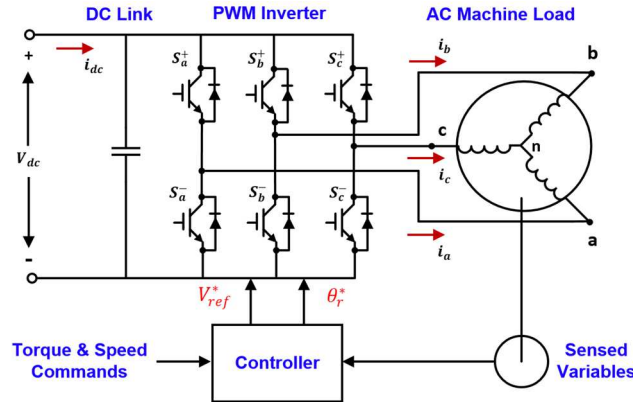 DC Link PWM Inverter AC Machine Load
+
i_dc
S_a^+
S_b^+
S_c^+
i_b
b
V_dc
c
n
i_c
S_a^-
S_b^-
S_c^-
a
i_a
-
V_ref^*
θ_r^*
Torque & Speed
Commands
Controller
Sensed
Variables